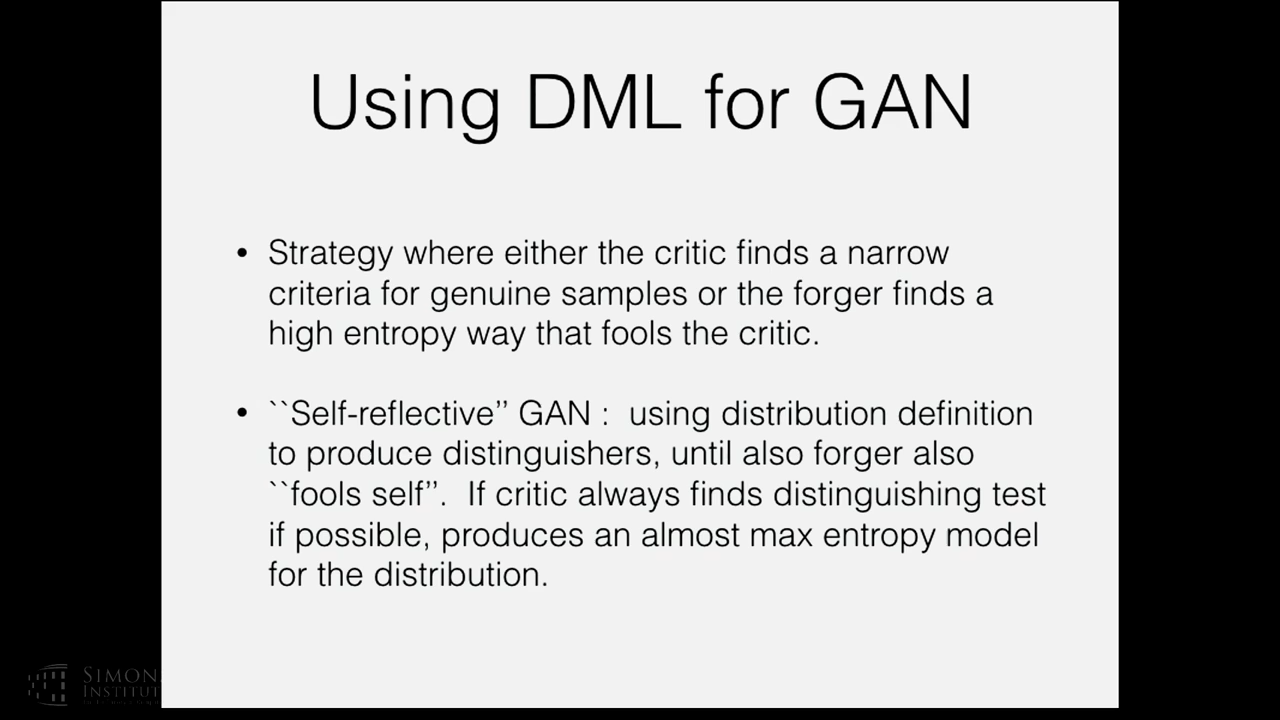 Using DML for GAN
• Strategy where either the critic finds a narrow
criteria for genuine samples or the forger finds a
high entropy way that fools the critic.
• ``Self-reflective’’ GAN :  using distribution definition
to produce distinguishers, until also forger also
``fools self’’.  If critic always finds distinguishing test
if possible, produces an almost max entropy model
for the distribution.
SIMONS
INSTITUTE